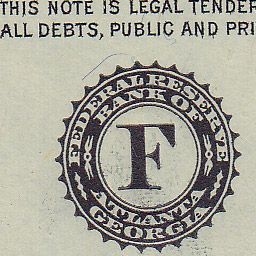 THIS NOTE IS LEGAL TENDER
ALL DEBTS, PUBLIC AND PRI
FEDERAL RESERVE
BANK OF
F
ATLANTA
GEORGIA